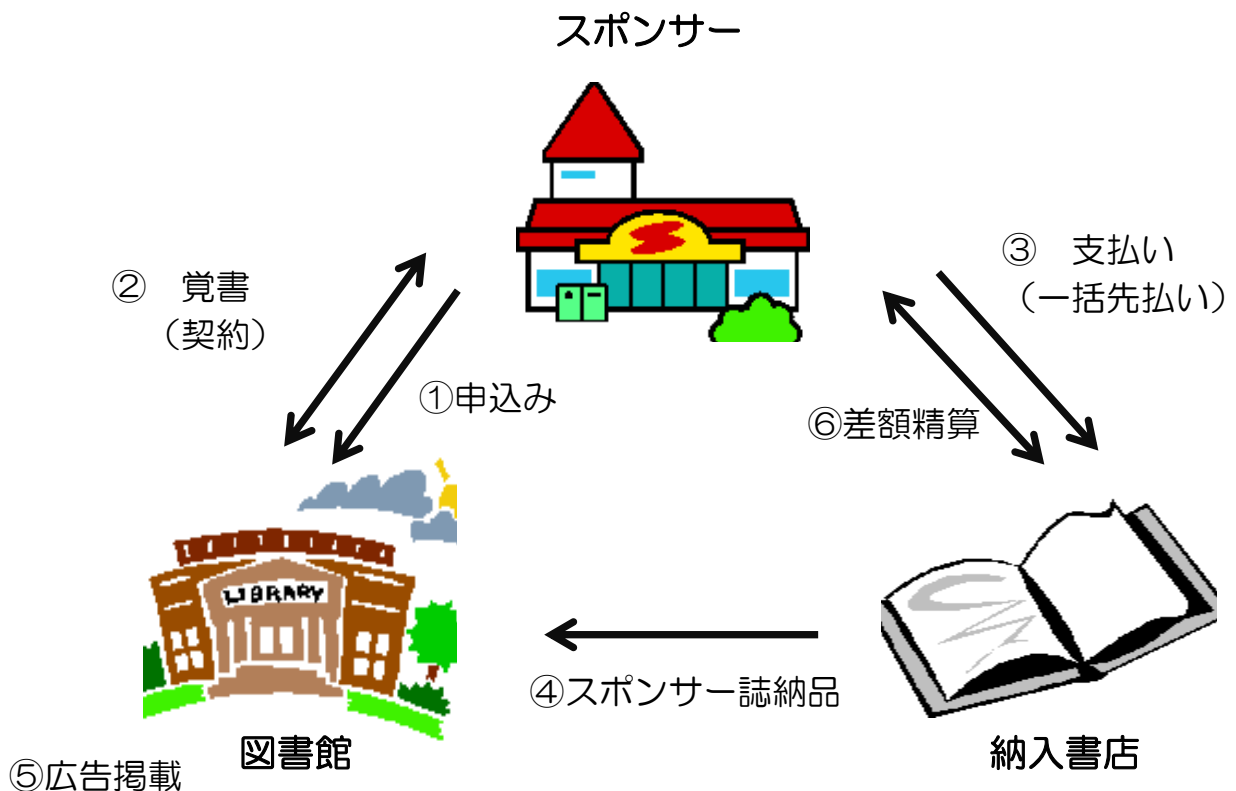 スポンサー
② 覚書
（契約）
①申込み
③ 支払い
（一括先払い）
⑥差額精算
LIBRARY
④スポンサー誌納品
図書館
納入書店
⑤広告掲載